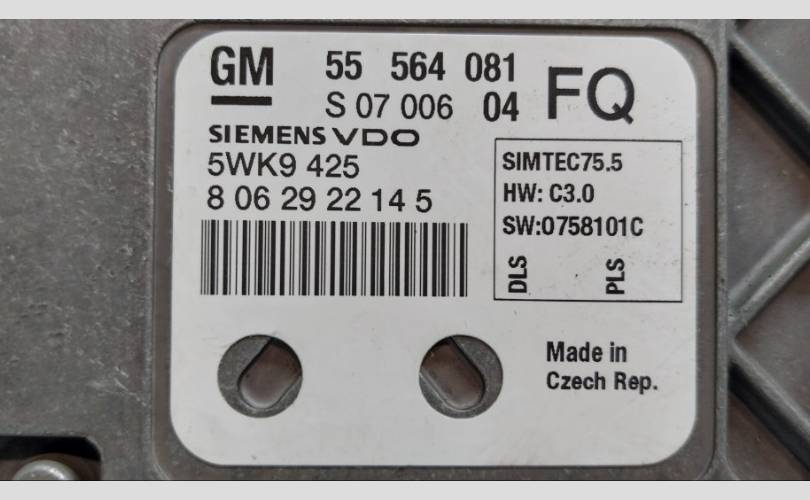 GM 55 564 081 FQ
S 07 006 04
SIEMENS VDO
5WK9 425
8 06 29 22 14 5
SIMTEC75.5
HW: C3.0
SW:0758101C
DLS PLS
Made in
Czech Rep.